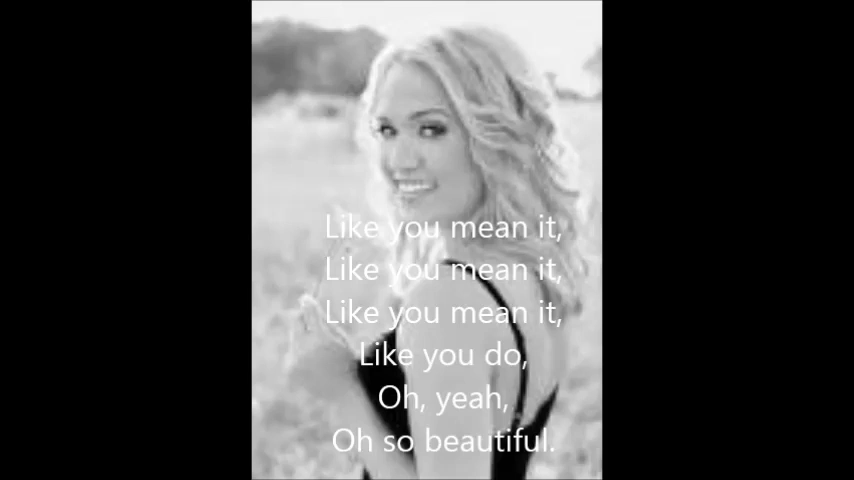 Like you mean it,
Like you mean it,
Like you mean it,
Like you do,
Oh, yeah,
Oh so beautiful.